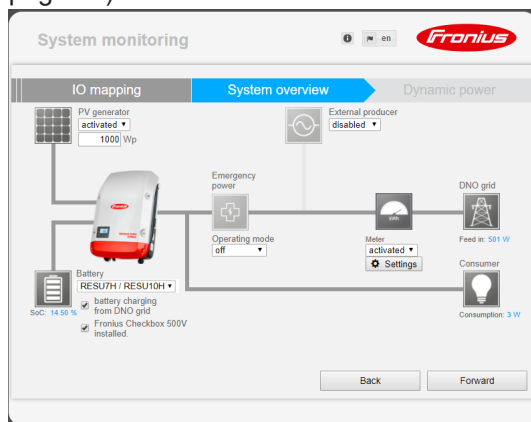 System monitoring
en
Fronius
IO mapping
System overview
Dynamic power
PV generator
activated
1000 Wp
External producer
disabled
Emergency
power
Operating mode
off
DNO grid
Meter
activated
Settings
Feed in: 501 W
Consumer
Consumption: 3 W
Battery
RESU7H / RESU10H
SoC: 14.50 %
battery charging
from DNO grid
Fronius Checkbox 500V
installed.
Back
Forward